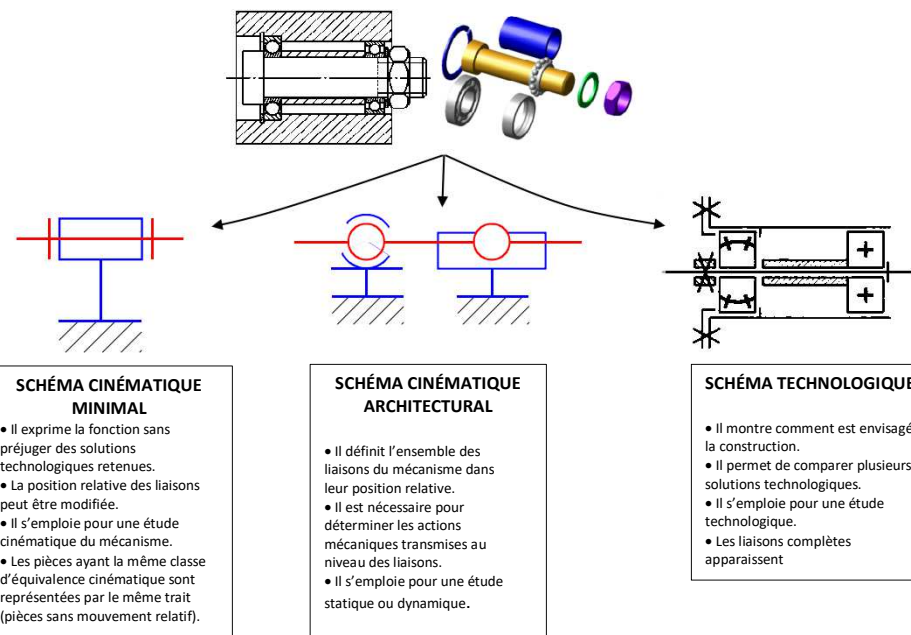 SCHÉMA CINÉMATIQUE
MINIMAL
• Il exprime la fonction sans
préjuger des solutions
technologiques retenues.
• La position relative des liaisons
peut être modifiée.
• Il s’emploie pour une étude
cinématique du mécanisme.
• Les pièces ayant la même classe
d’équivalence cinématique sont
représentées par le même trait
(pièces sans mouvement relatif).
SCHÉMA CINÉMATIQUE
ARCHITECTURAL
• Il définit l’ensemble des
liaisons du mécanisme dans
leur position relative.
• Il est nécessaire pour
déterminer les actions
mécaniques transmises au
niveau des liaisons.
• Il s’emploie pour une étude
statique ou dynamique.
SCHÉMA TECHNOLOGIQUE
• Il montre comment est envisagé
la construction.
• Il permet de comparer plusieurs
solutions technologiques.
• Il s’emploie pour une étude
technologique.
• Les liaisons complètes
apparaissent